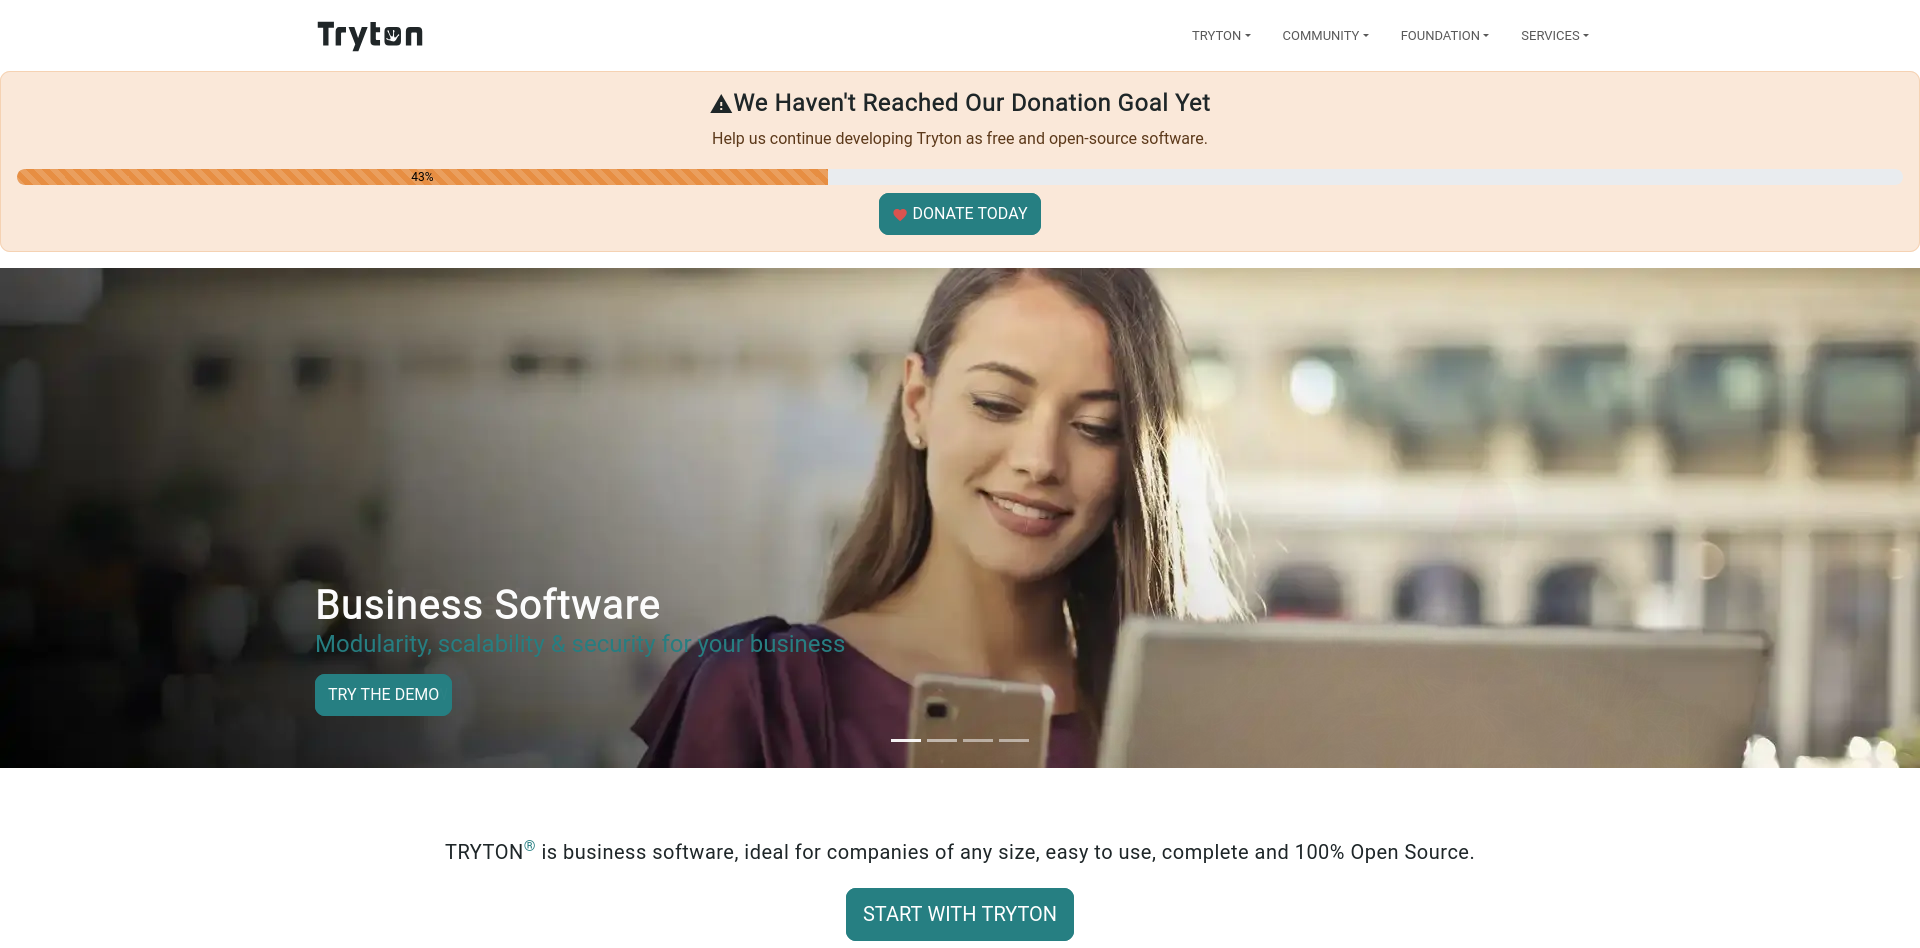 Tryton
TRYTON
COMMUNITY
FOUNDATION
SERVICES
We Haven't Reached Our Donation Goal Yet
Help us continue developing Tryton as free and open-source software.
43%
DONATE TODAY
Business Software
Modularity, scalability & security for your business
TRY THE DEMO
TRYTON® is business software, ideal for companies of any size, easy to use, complete and 100% Open Source.
START WITH TRYTON